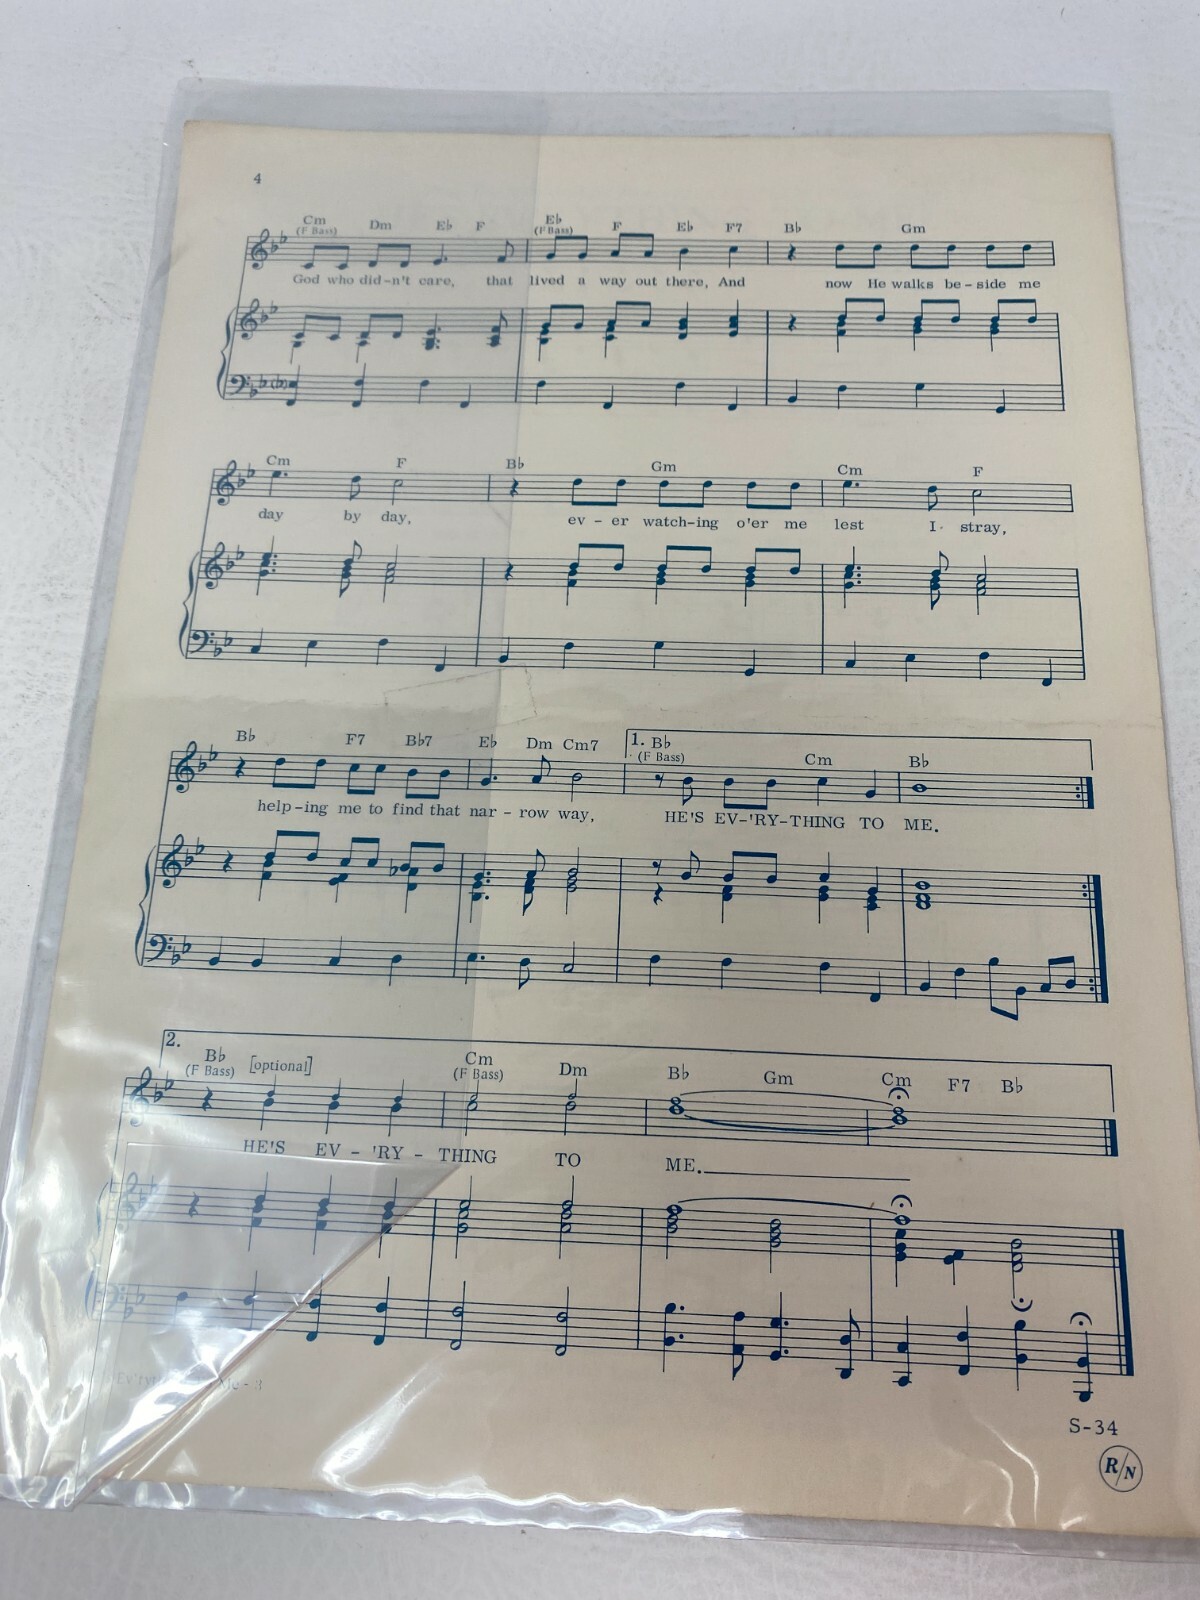 4
Cm Dm E♭ F E♭ F E♭ F7 B♭ Gm
(F Bass) (F Bass)
God who did-n't care, that lived a way out there, And now He walks be-side me
Cm F B♭ Gm Cm F
day by day, ev-er watch-ing o'er me lest I stray,
B♭ F7 B♭7 E♭ Dm Cm7 1. B♭ Cm B♭
(F Bass)
help-ing me to find that nar-row way, HE'S EV-'RY-THING TO ME.
2.
B♭ [optional] Cm Dm B♭ Gm Cm F7 B♭
(F Bass) (F Bass)
HE'S EV-'RY-THING TO ME.
Me - 3
S-34
R/N